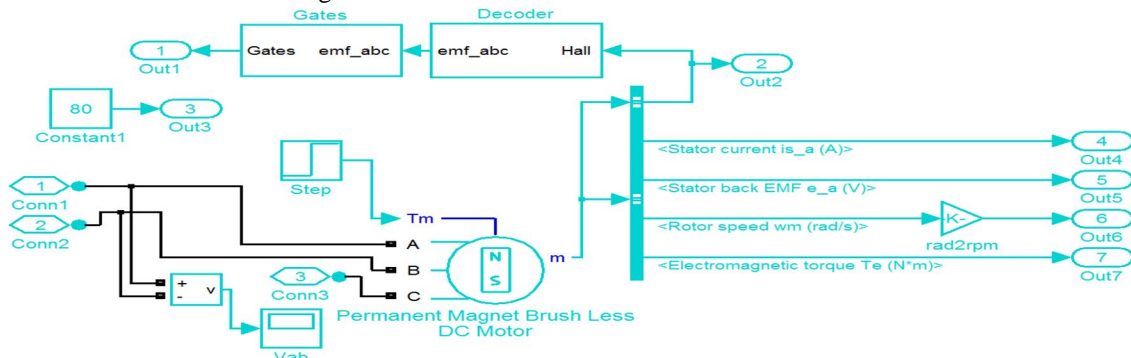 Gates
Decoder
1
Out1
Gates emf_abc
emf_abc Hall
2
Out2
80
Constant1
3
Out3
Step
<Stator current is_a (A)>
4
Out4
1
Conn1
<Stator back EMF e_a (V)>
5
Out5
2
Conn2
Tm
<Rotor speed wm (rad/s)>
-K-
rad2rpm
6
Out6
A
B
C
N
S
m
<Electromagnetic torque Te (N*m)>
7
Out7
3
Conn3
+
-
v
Permanent Magnet Brush Less
DC Motor
Vab